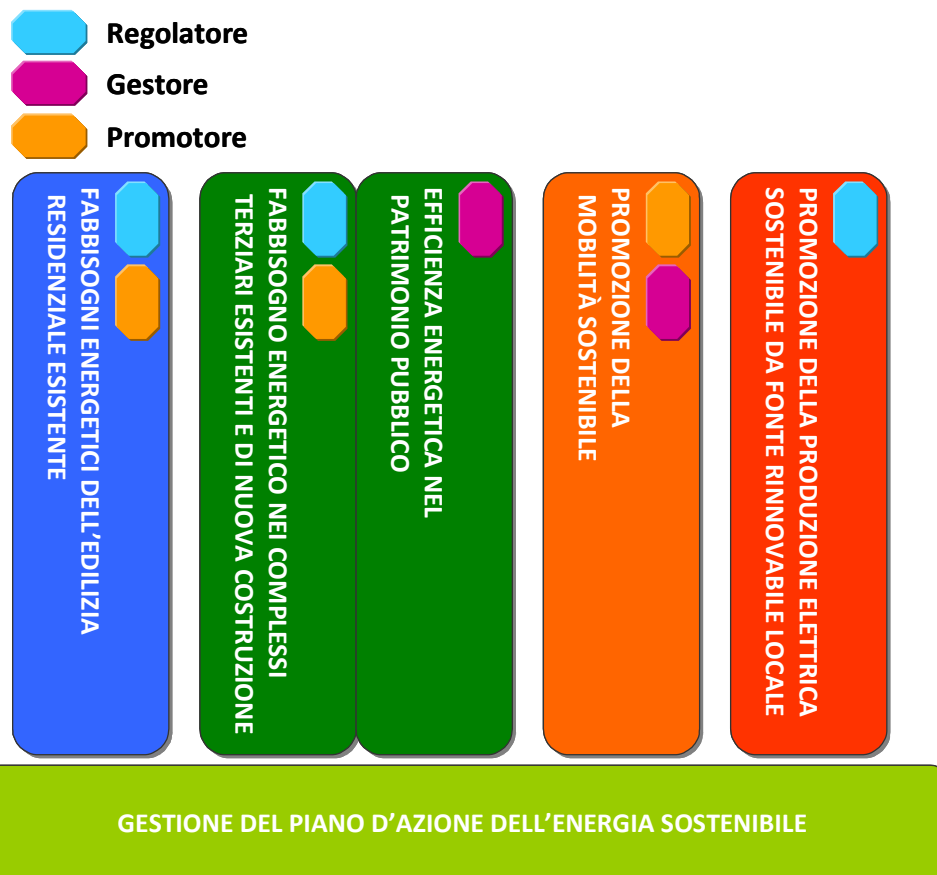 Regolatore
Gestore
Promotore
FABBISOGNI ENERGETICI DELL'EDILIZIA
RESIDENZIALE ESISTENTE
FABBISOGNO ENERGETICO NEI COMPLESSI
TERZIARI ESISTENTI E DI NUOVA COSTRUZIONE
EFFICIENZA ENERGETICA NEL
PATRIMONIO PUBBLICO
PROMOZIONE DELLA
MOBILITÀ SOSTENIBILE
PROMOZIONE DELLA PRODUZIONE ELETTRICA
SOSTENIBILE DA FONTE RINNOVABILE LOCALE
GESTIONE DEL PIANO D'AZIONE DELL'ENERGIA SOSTENIBILE